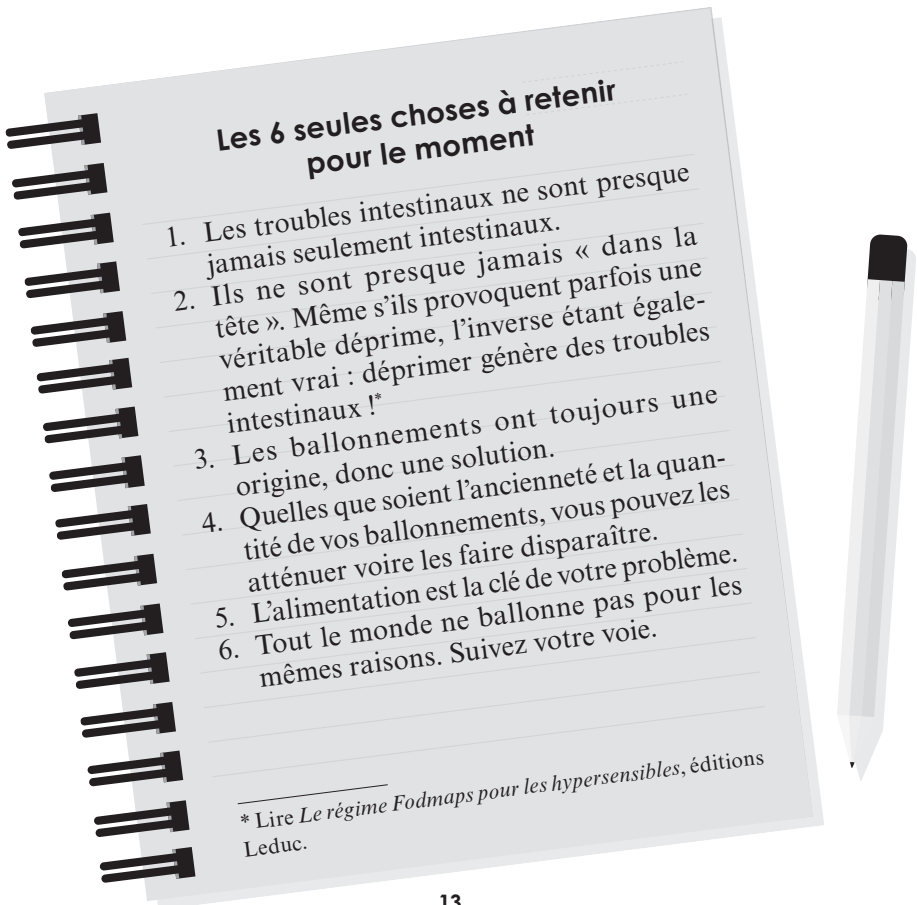 Les 6 seules choses à retenir
pour le moment
1. Les troubles intestinaux ne sont presque
jamais seulement intestinaux.
2. Ils ne sont presque jamais « dans la
tête ». Même s’ils provoquent parfois une
véritable déprime, l’inverse étant égale-
ment vrai : déprimer génère des troubles
intestinaux !*
3. Les ballonnements ont toujours une
origine, donc une solution.
4. Quelles que soient l’ancienneté et la quan-
tité de vos ballonnements, vous pouvez les
atténuer voire les faire disparaître.
5. L’alimentation est la clé de votre problème.
6. Tout le monde ne ballonne pas pour les
mêmes raisons. Suivez votre voie.
* Lire Le régime Fodmaps pour les hypersensibles, éditions
Leduc.
13